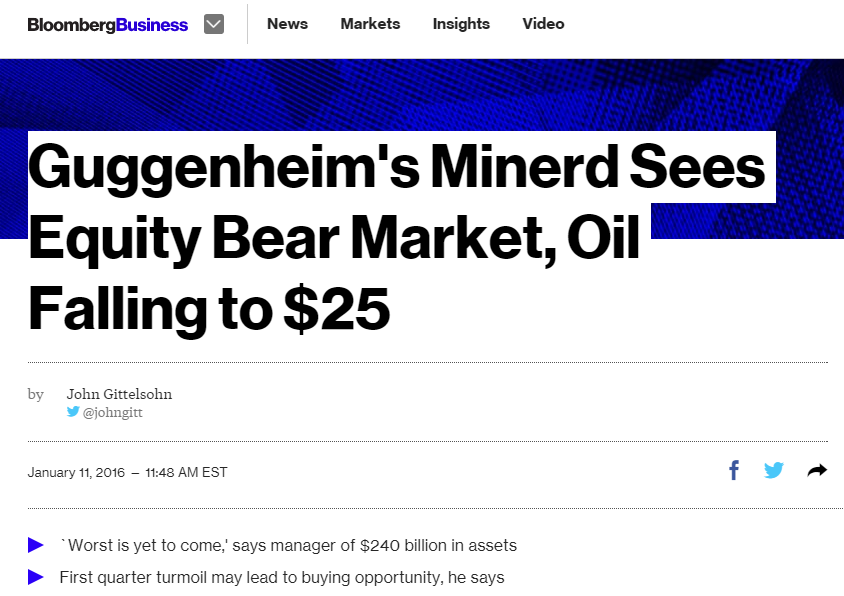 BloombergBusiness News Markets Insights Video
Guggenheim's Minerd Sees
Equity Bear Market, Oil
Falling to $25
by John Gittelsohn
@johngitt
January 11, 2016 — 11:48 AM EST
`Worst is yet to come,' says manager of $240 billion in assets
First quarter turmoil may lead to buying opportunity, he says